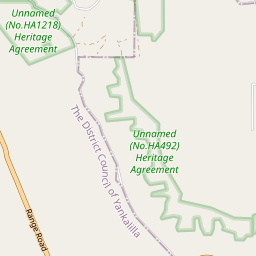 Unnamed
(No.HA1218)
Heritage
Agreement
Unnamed
(No.HA492)
Heritage
Agreement
The District Council of Yankalilla
Range Road